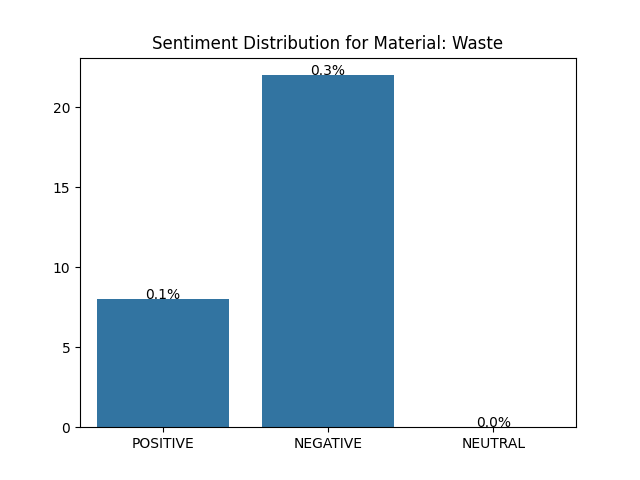 Sentiment Distribution for Material: Waste
20
15
10
5
0
0.1%
0.3%
0.0%
POSITIVE
NEGATIVE
NEUTRAL